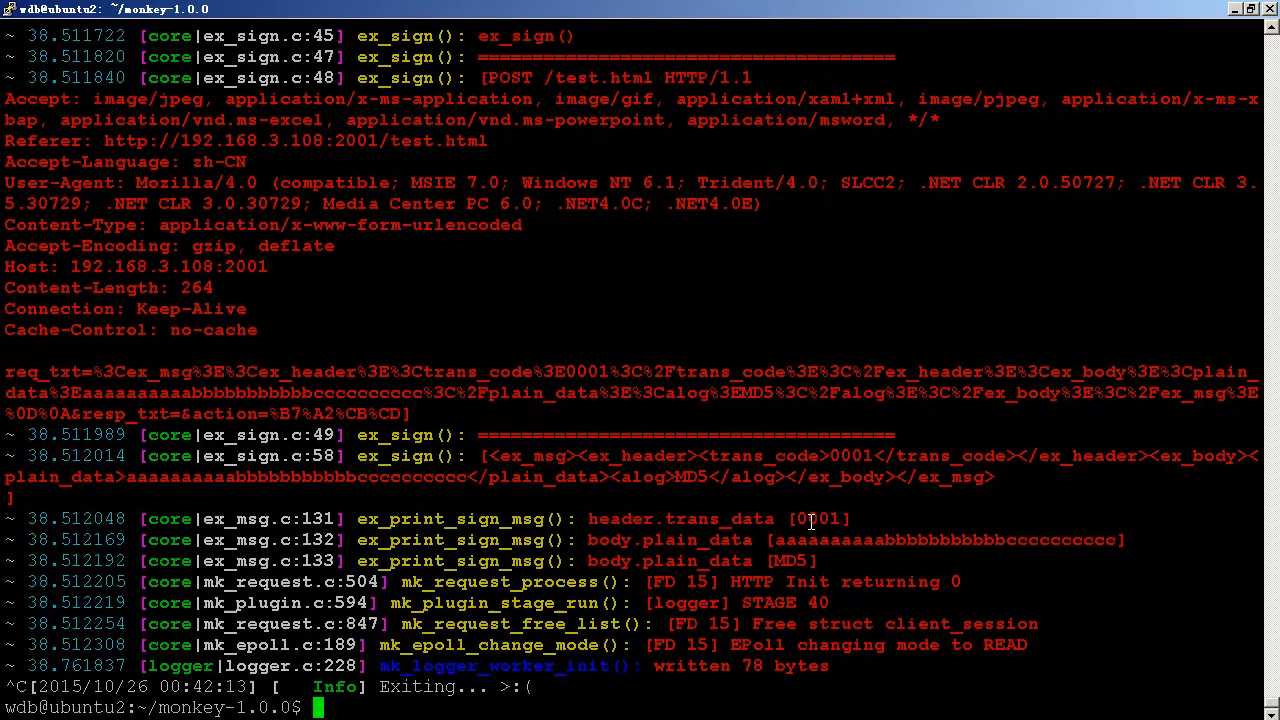 wdb@ubuntu2: ~/monkey-1.0.0
~ 38.511722 [core|ex_sign.c:45] ex_sign(): ex_sign()
~ 38.511820 [core|ex_sign.c:47] ex_sign(): ======================================
~ 38.511840 [core|ex_sign.c:48] ex_sign(): [POST /test.html HTTP/1.1
Accept: image/jpeg, application/x-ms-application, image/gif, application/xaml+xml, image/pjpeg, application/x-ms-x
bap, application/vnd.ms-excel, application/vnd.ms-powerpoint, application/msword, */*
Referer: http://192.168.3.108:2001/test.html
Accept-Language: zh-CN
User-Agent: Mozilla/4.0 (compatible; MSIE 7.0; Windows NT 6.1; Trident/4.0; SLCC2; .NET CLR 2.0.50727; .NET CLR 3.
5.30729; .NET CLR 3.0.30729; Media Center PC 6.0; .NET4.0C; .NET4.0E)
Content-Type: application/x-www-form-urlencoded
Accept-Encoding: gzip, deflate
Host: 192.168.3.108:2001
Content-Length: 264
Connection: Keep-Alive
Cache-Control: no-cache
req_txt=%3Cex_msg%3E%3Cex_header%3E%3Ctrans_code%3E0001%3C%2Ftrans_code%3E%3C%2Fex_header%3E%3Cex_body%3E%3Cplain_
data%3Eaaaaaaaaaabbbbbbbbbbbcccccccccc%3C%2Fplain_data%3E%3Calog%3EMD5%3C%2Falog%3E%3C%2Fex_body%3E%3C%2Fex_msg%3E
%0D%0A&resp_txt=&action=%B7%A2%CB%CD]
~ 38.511989 [core|ex_sign.c:49] ex_sign(): ======================================
~ 38.512014 [core|ex_sign.c:58] ex_sign(): [<ex_msg><ex_header><trans_code>0001</trans_code></ex_header><ex_body><
plain_data>aaaaaaaaaabbbbbbbbbbbcccccccccc</plain_data><alog>MD5</alog></ex_body></ex_msg>
]
~ 38.512048 [core|ex_msg.c:131] ex_print_sign_msg(): header.trans_data [0001]
~ 38.512169 [core|ex_msg.c:132] ex_print_sign_msg(): body.plain_data [aaaaaaaaaabbbbbbbbbbbcccccccccc]
~ 38.512192 [core|ex_msg.c:133] ex_print_sign_msg(): body.plain_data [MD5]
~ 38.512205 [core|mk_request.c:504] mk_request_process(): [FD 15] HTTP Init returning 0
~ 38.512219 [core|mk_plugin.c:594] mk_plugin_stage_run(): [logger] STAGE 40
~ 38.512254 [core|mk_request.c:847] mk_request_free_list(): [FD 15] Free struct client_session
~ 38.512308 [core|mk_epoll.c:189] mk_epoll_change_mode(): [FD 15] EPoll changing mode to READ
~ 38.761837 [logger|logger.c:228] mk_logger_worker_init(): written 78 bytes
^C[2015/10/26 00:42:13] [   Info] Exiting... >:(
wdb@ubuntu2:~/monkey-1.0.0$